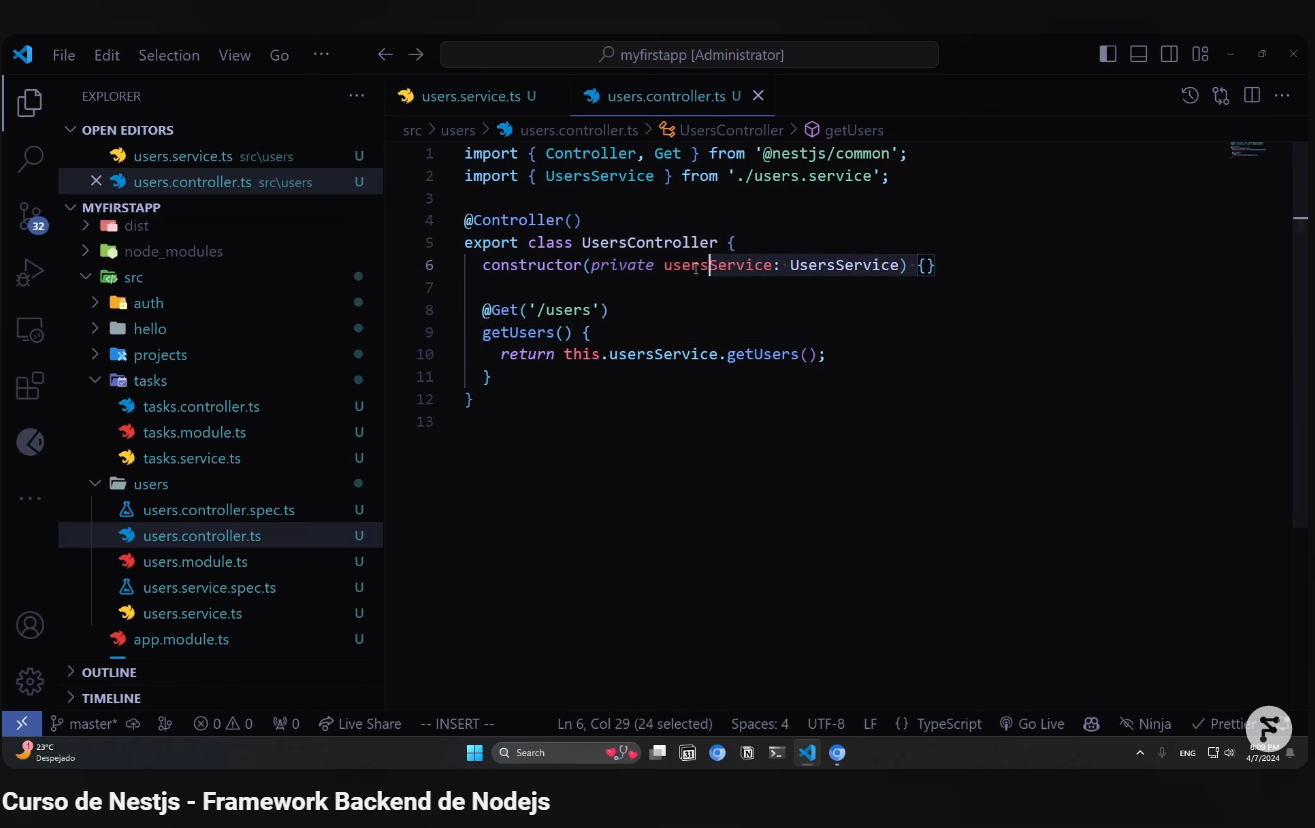 File Edit Selection View Go ··· myfirstapp [Administrator]
EXPLORER ···
users.service.ts U users.controller.ts U
OPEN EDITORS
users.service.ts src\users U
users.controller.ts src\users U
MYFIRSTAPP
dist
node_modules
src
auth
hello
projects
tasks
tasks.controller.ts U
tasks.module.ts U
tasks.service.ts U
users
users.controller.spec.ts U
users.controller.ts U
users.module.ts U
users.service.spec.ts U
users.service.ts U
app.module.ts U
OUTLINE
TIMELINE
32
src > users > users.controller.ts > UsersController > getUsers
1 import { Controller, Get } from '@nestjs/common';
2 import { UsersService } from './users.service';
3
4 @Controller()
5 export class UsersController {
6 constructor(private usersService: UsersService) {}
7
8 @Get('/users')
9 getUsers() {
10 return this.usersService.getUsers();
11 }
12 }
13
master* 0 0 0 Live Share -- INSERT -- Ln 6, Col 29 (24 selected) Spaces: 4 UTF-8 LF {} TypeScript Go Live Ninja
1 23°C
Despejado
Search
31
ENG
8:09 PM
4/7/2024
Curso de Nestjs - Framework Backend de Nodejs